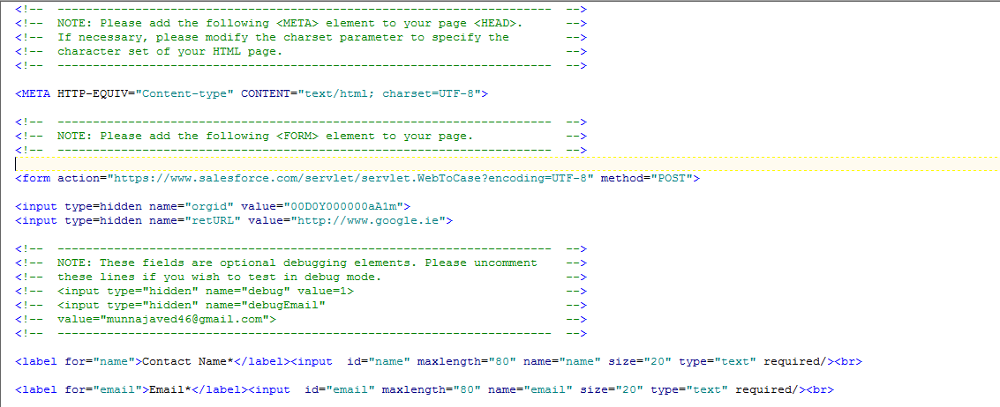 <!--  ----------------------------------------------------------------------  -->
<!--  NOTE: Please add the following <META> element to your page <HEAD>.      -->
<!--  If necessary, please modify the charset parameter to specify the        -->
<!--  character set of your HTML page.                                        -->
<!--  ----------------------------------------------------------------------  -->
<META HTTP-EQUIV="Content-type" CONTENT="text/html; charset=UTF-8">
<!--  ----------------------------------------------------------------------  -->
<!--  NOTE: Please add the following <FORM> element to your page.             -->
<!--  ----------------------------------------------------------------------  -->
<form action="https://www.salesforce.com/servlet/servlet.WebToCase?encoding=UTF-8" method="POST">
<input type=hidden name="orgid" value="00D0Y000000aA1m">
<input type=hidden name="retURL" value="http://www.google.ie">
<!--  ----------------------------------------------------------------------  -->
<!--  NOTE: These fields are optional debugging elements. Please uncomment    -->
<!--  these lines if you wish to test in debug mode.                          -->
<!--  <input type="hidden" name="debug" value=1>                              -->
<!--  <input type="hidden" name="debugEmail"                                  -->
<!--  value="munnajaved46@gmail.com">                                         -->
<!--  ----------------------------------------------------------------------  -->
<label for="name">Contact Name*</label><input  id="name" maxlength="80" name="name" size="20" type="text" required/><br>
<label for="email">Email*</label><input  id="email" maxlength="80" name="email" size="20" type="text" required/><br>